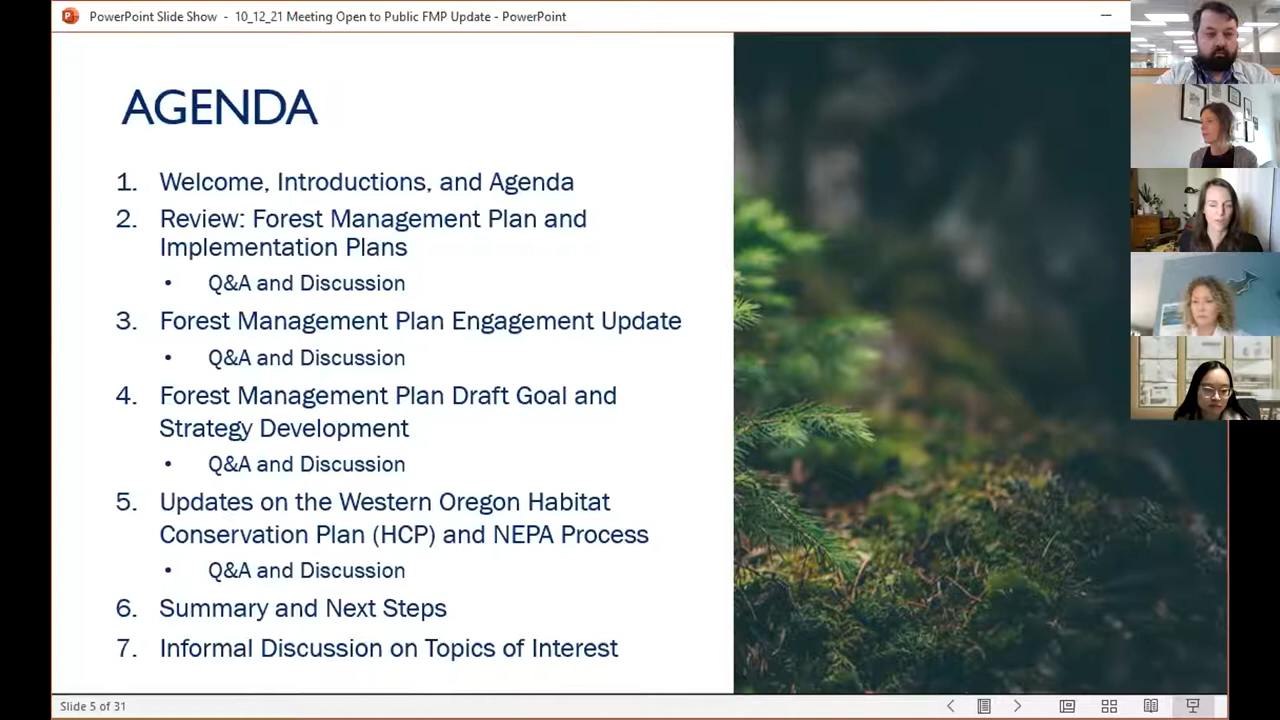 PowerPoint Slide Show - 10_12_21 Meeting Open to Public FMP Update - PowerPoint
AGENDA
1. Welcome, Introductions, and Agenda
2. Review: Forest Management Plan and
Implementation Plans
• Q&A and Discussion
3. Forest Management Plan Engagement Update
• Q&A and Discussion
4. Forest Management Plan Draft Goal and
Strategy Development
• Q&A and Discussion
5. Updates on the Western Oregon Habitat
Conservation Plan (HCP) and NEPA Process
• Q&A and Discussion
6. Summary and Next Steps
7. Informal Discussion on Topics of Interest
Slide 5 of 31